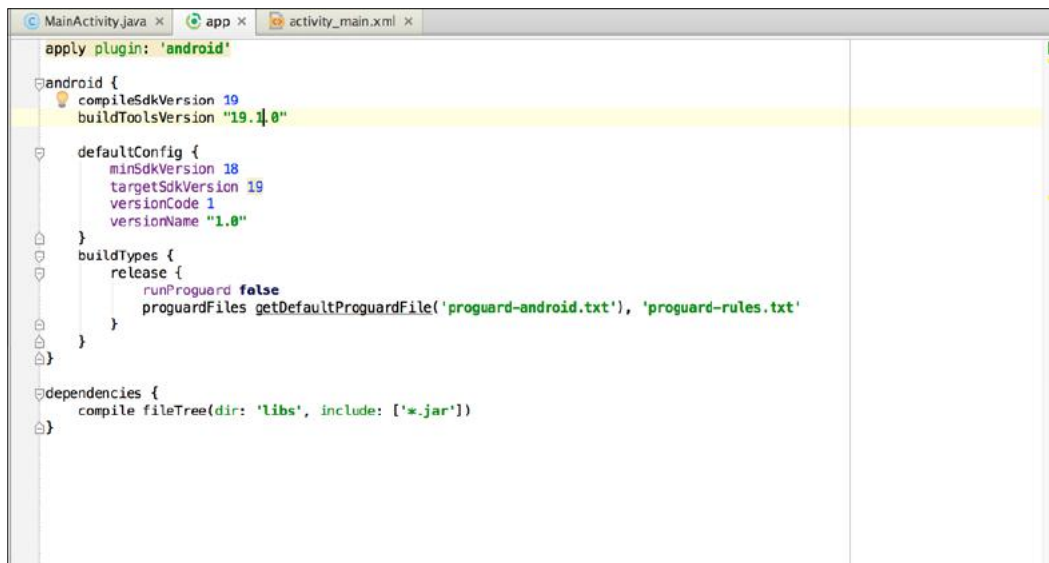 MainActivity.java × app × activity_main.xml ×
apply plugin: 'android'
android {
compileSdkVersion 19
buildToolsVersion "19.1.0"
defaultConfig {
minSdkVersion 18
targetSdkVersion 19
versionCode 1
versionName "1.0"
}
buildTypes {
release {
runProguard false
proguardFiles getDefaultProguardFile('proguard-android.txt'), 'proguard-rules.txt'
}
}
}
dependencies {
compile fileTree(dir: 'libs', include: ['*.jar'])
}